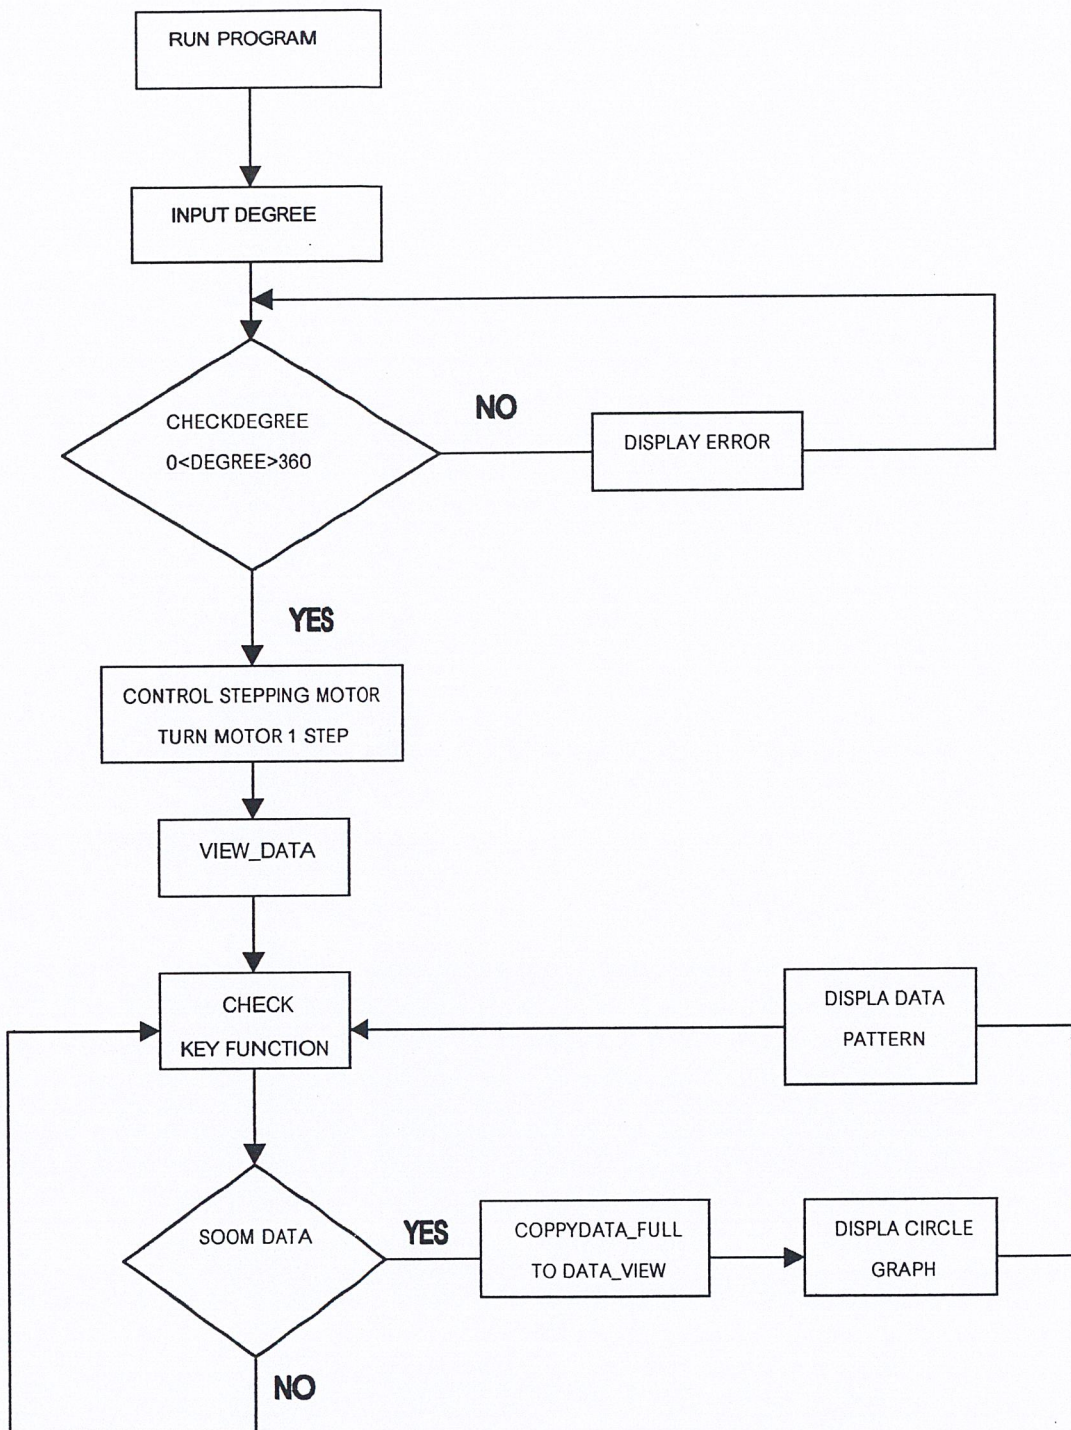 RUN PROGRAM
INPUT DEGREE
CHECKDEGREE
0<DEGREE>360
NO
DISPLAY ERROR
YES
CONTROL STEPPING MOTOR
TURN MOTOR 1 STEP
VIEW_DATA
CHECK
KEY FUNCTION
DISPLA DATA
PATTERN
SOOM DATA
YES
COPPYDATA_FULL
TO DATA_VIEW
DISPLA CIRCLE
GRAPH
NO